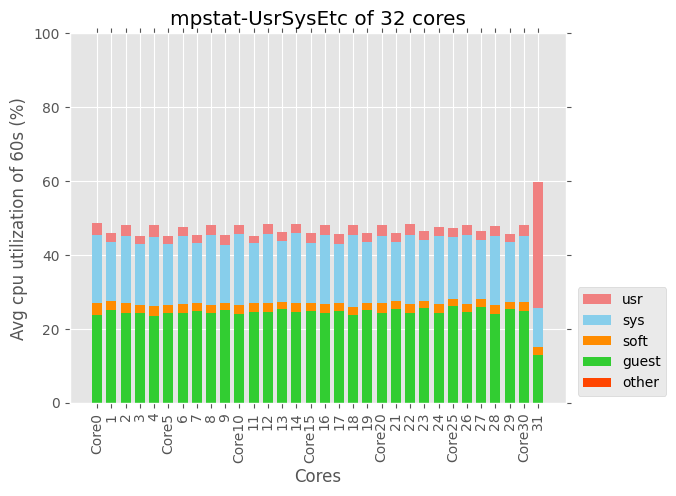 mpstat-UsrSysEtc of 32 cores
Avg cpu utilization of 60s (%)
100
80
60
40
20
0
Core0
1
2
3
4
Core5
6
7
8
9
Core10
11
12
13
14
Core15
16
17
18
19
Core20
21
22
23
24
Core25
26
27
28
29
Core30
31
Cores
usr
sys
soft
guest
other